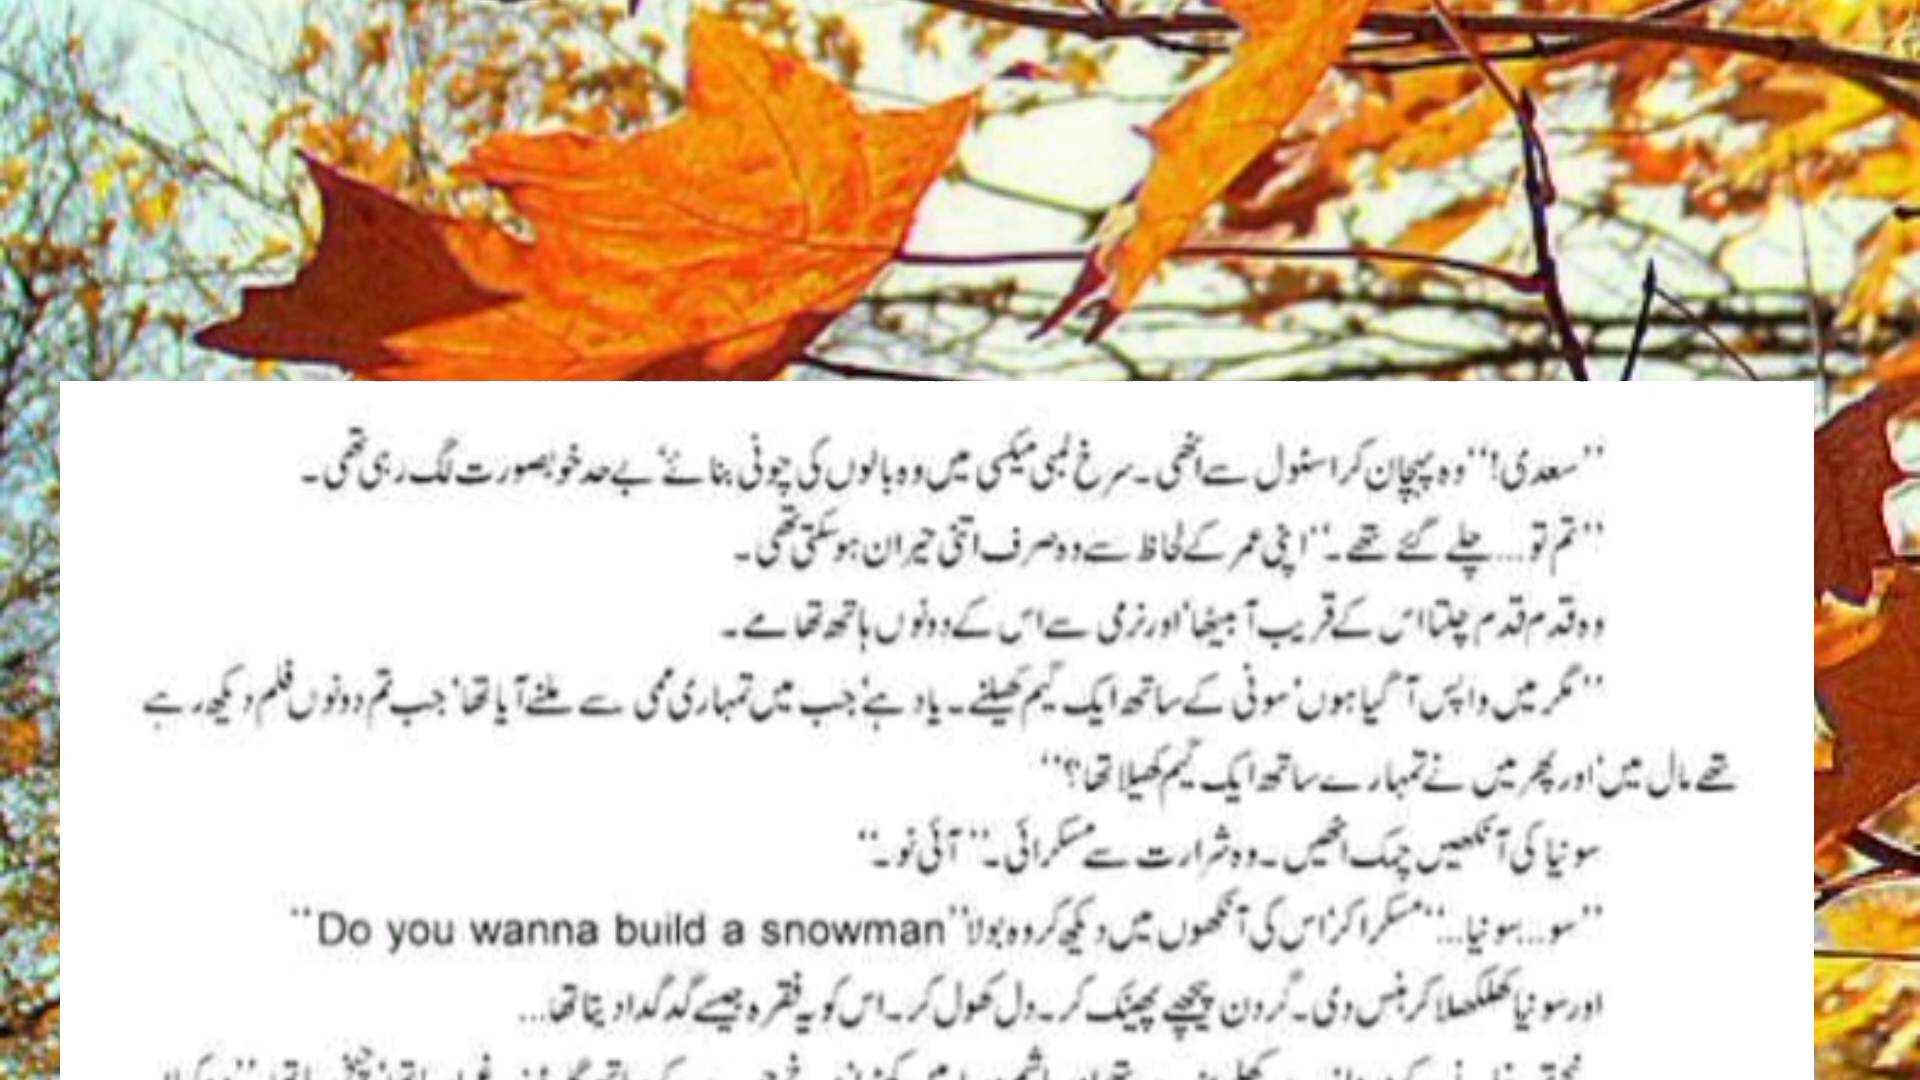 ’’سعدی!‘‘ وہ پہچان کر اسٹول سے اٹھی۔ سرخ لمبی میکسی میں وہ بالوں کی چوٹی بنائے‘ بے حد خوبصورت لگ رہی تھی۔
’’تم تو... چلے گئے تھے۔‘‘ اپنی عمر کے لحاظ سے وہ صرف اتنی حیران ہو سکتی تھی۔
وہ قدم قدم چلتا اس کے قریب آ بیٹھا‘ اور نرمی سے اس کے دونوں ہاتھ تھامے۔
’’مگر میں واپس آ گیا ہوں‘ سونی کے ساتھ ایک گیم کھیلنے۔ یاد ہے‘ جب میں تمہاری ممی سے ملنے آیا تھا‘ جب تم دونوں فلم دیکھ رہے
تھے مال میں‘ اور پھر میں نے تمہارے ساتھ ایک گیم کھیلا تھا؟‘‘
سونیا کی آنکھیں چمک اٹھیں۔ وہ شرارت سے مسکرائی۔ ’’آئی نو۔‘‘
’’سو... سونیا...‘‘ مسکرا کر‘ اس کی آنکھوں میں دیکھ کر وہ بولا ’’Do you wanna build a snowman‘‘
اور سونیا کھلکھلا کر ہنس دی۔ گردن پیچھے پھینک کر۔ دل کھول کر۔ اس کو یہ فقرہ جیسے گدگدا دیتا تھا...